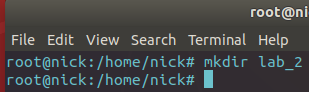 root@ni
File Edit View Search Terminal Help
root@nick:/home/nick# mkdir lab_2
root@nick:/home/nick#